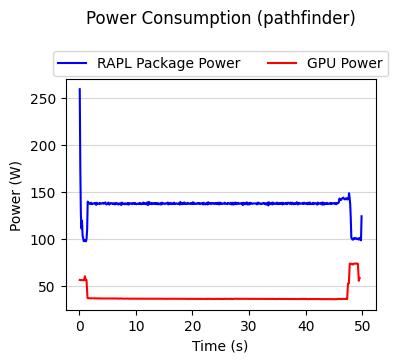 Power Consumption (pathfinder)
RAPL Package Power
GPU Power
250
200
150
100
50
Power (W)
0
10
20
30
40
50
Time (s)